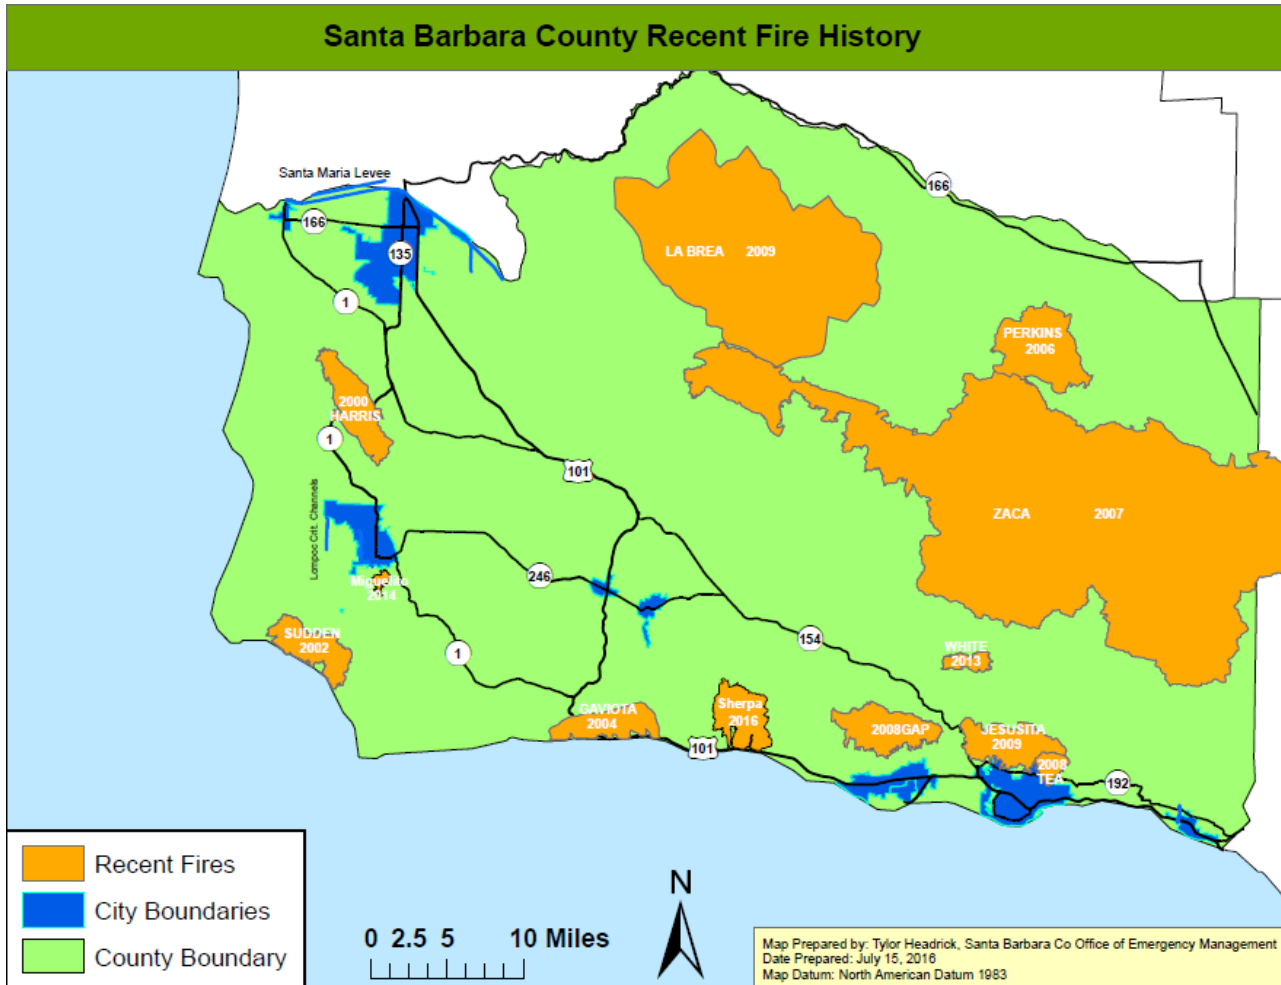 Santa Barbara County Recent Fire History
Santa Maria Levee
166
166
135
LA BREA 2009
1
PERKINS
2006
2000
HARRIS
1
101
Lompoc Crit. Channels
ZACA 2007
246
Miguelito
2014
SUDDEN
2002
1
154
WHITE
2013
GAVIOTA
2004
Sherpa
2016
2008GAP
JESUSITA
2009
101
2008
TEA
192
Recent Fires
City Boundaries
County Boundary
N
0 2.5 5 10 Miles
Map Prepared by: Tylor Headrick, Santa Barbara Co Office of Emergency Management
Date Prepared: July 15, 2016
Map Datum: North American Datum 1983